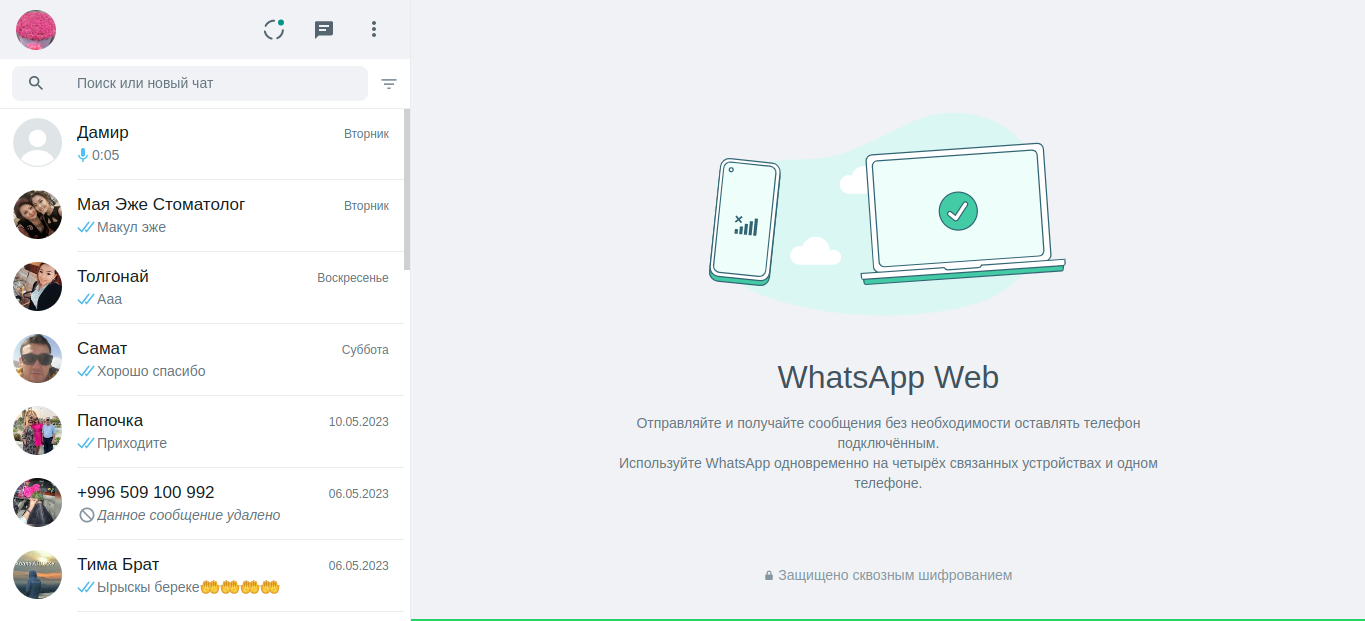 Поиск или новый чат
Дамир
Вторник
0:05
Мая Эже Стоматолог
Вторник
Макул эже
Толгонай
Воскресенье
Ааа
Самат
Суббота
Хорошо спасибо
Папочка
10.05.2023
Приходите
+996 509 100 992
06.05.2023
Данное сообщение удалено
Тима Брат
06.05.2023
Ырыскы береке🤲🤲🤲🤲
WhatsApp Web
Отправляйте и получайте сообщения без необходимости оставлять телефон
подключённым.
Используйте WhatsApp одновременно на четырёх связанных устройствах и одном
телефоне.
Защищено сквозным шифрованием